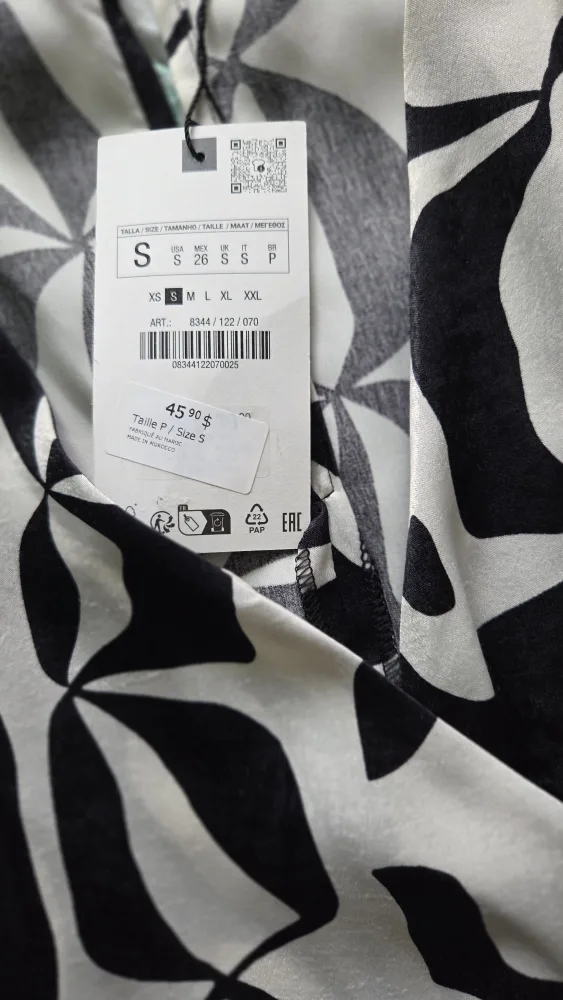 TALLA / SIZE / TAMANHO / TAILLE / MAAT / ΜΕΓΕΘΟΣ
S USA S MEX 26 UK S IT S BR P
XS S M L XL XXL
ART.: 8344 / 122 / 070
08344122070025
45 90 $
Taille P / Size S
FABRIQUÉ AU MAROC
MADE IN MOROCCO
22
PAP
EAC